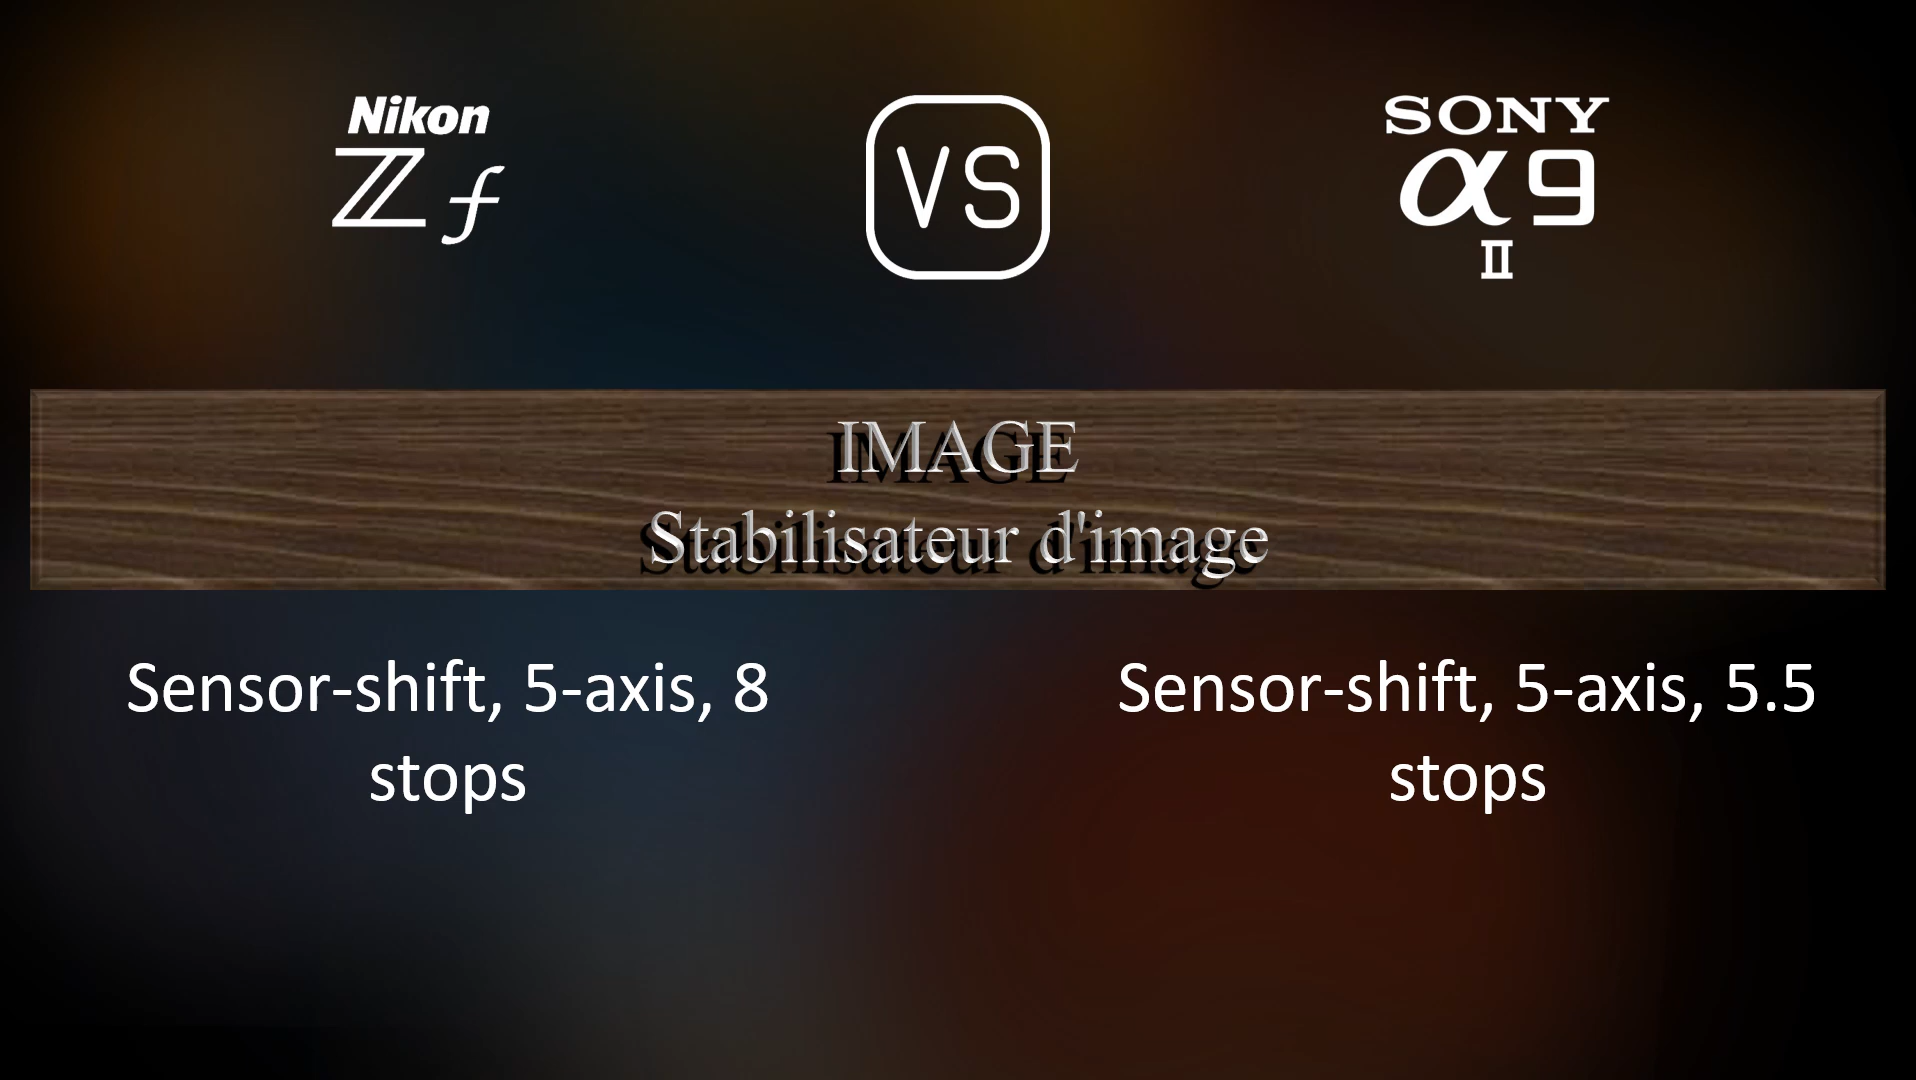 Nikon
Z f
VS
SONY
α9
II
IMAGE
Stabilisateur d'image
Sensor-shift, 5-axis, 8
stops
Sensor-shift, 5-axis, 5.5
stops